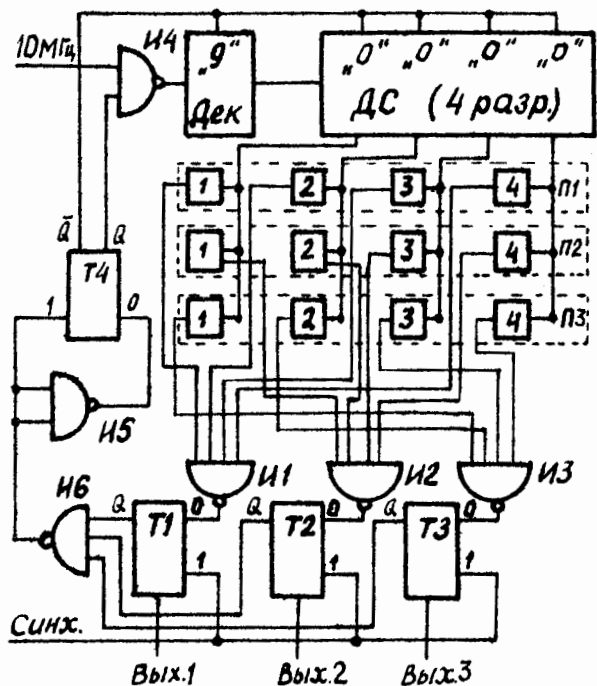 10МГц
И4
„9“
Дек
„0“ „0“ „0“ „0“
ДС (4 разр.)
1 2 3 4 П1
1 2 3 4 П2
1 2 3 4 П3
Q̄ Q
Т4
1 0
И5
И6
И1 И2 И3
Q Т1 0 Q Т2 0 Q Т3 0
1 1 1
Синх.
Вых.1 Вых.2 Вых.3